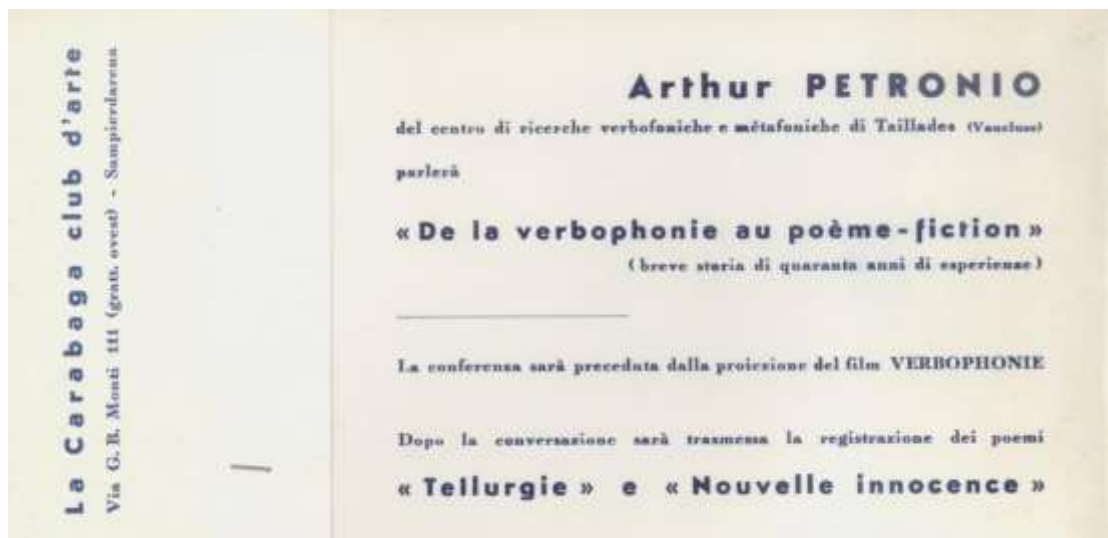 La Carabaga club d'arte
Via G. B. Monti 111 (gratt. ovest) - Sampierdarena
Arthur PETRONIO
del centro di ricerche verbofoniche e métafoniche di Taillades (Vaucluse)
parlerà
« De la verbophonie au poème-fiction »
( breve storia di quaranta anni di esperienze )
La conferenza sarà preceduta dalla proiezione del film VERBOPHONIE
Dopo la conversazione sarà trasmessa la registrazione dei poemi
« Tellurgie » e « Nouvelle innocence »